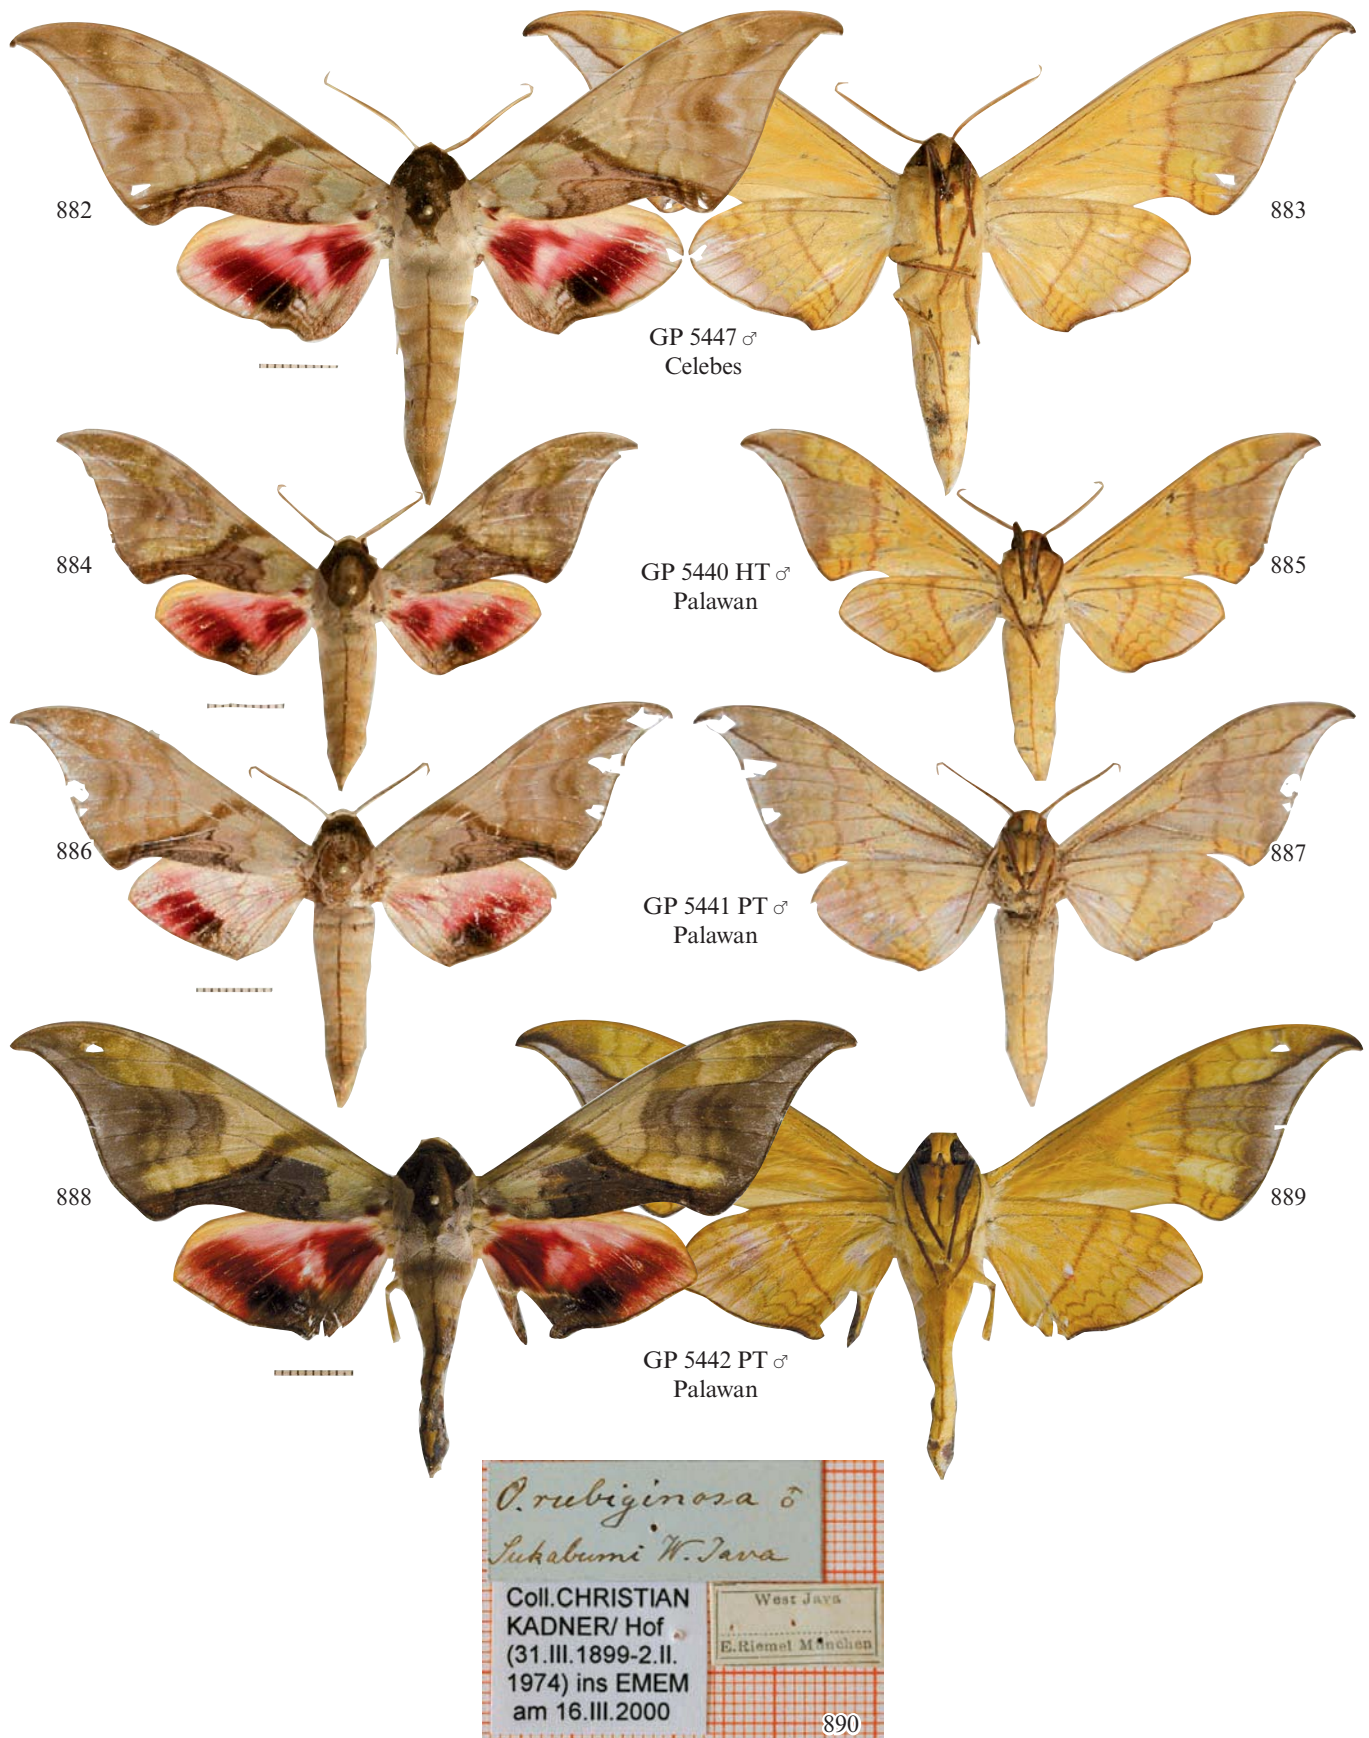 882
883
GP 5447 ♂
Celebes
884
GP 5440 HT ♂
Palawan
885
886
GP 5441 PT ♂
Palawan
887
888
889
GP 5442 PT ♂
Palawan
O. rubiginosa ♂
Sukabumi W. Java
Coll.CHRISTIAN
KADNER/ Hof
(31.III.1899-2.II.
1974) ins EMEM
am 16.III.2000
West Java
E. Riemel München
890